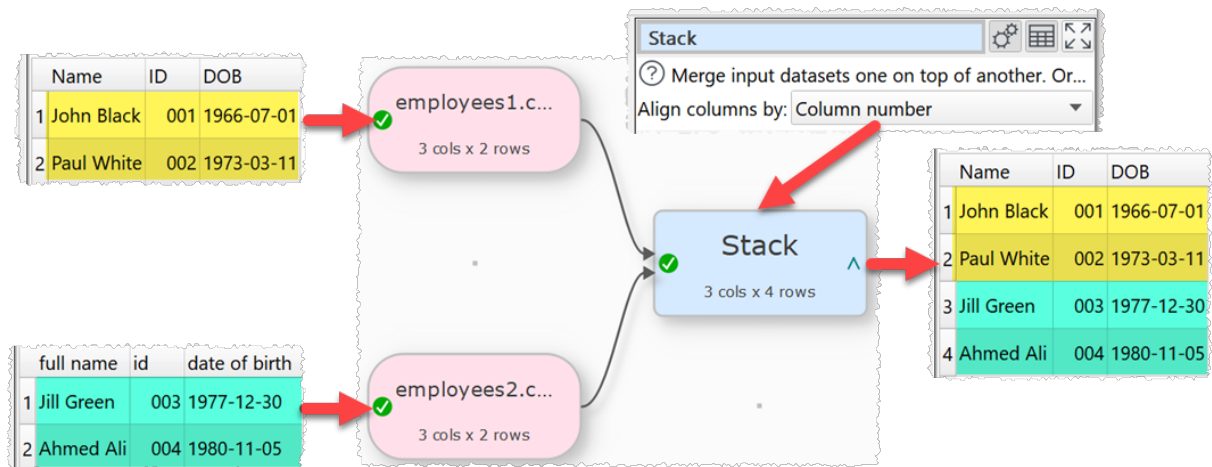 Name ID DOB
1 John Black 001 1966-07-01
2 Paul White 002 1973-03-11
employees1.c...
3 cols x 2 rows
Stack
Merge input datasets one on top of another. Or...
Align columns by: Column number
Stack
3 cols x 4 rows
Name ID DOB
1 John Black 001 1966-07-01
2 Paul White 002 1973-03-11
3 Jill Green 003 1977-12-30
4 Ahmed Ali 004 1980-11-05
full name id date of birth
1 Jill Green 003 1977-12-30
2 Ahmed Ali 004 1980-11-05
employees2.c...
3 cols x 2 rows